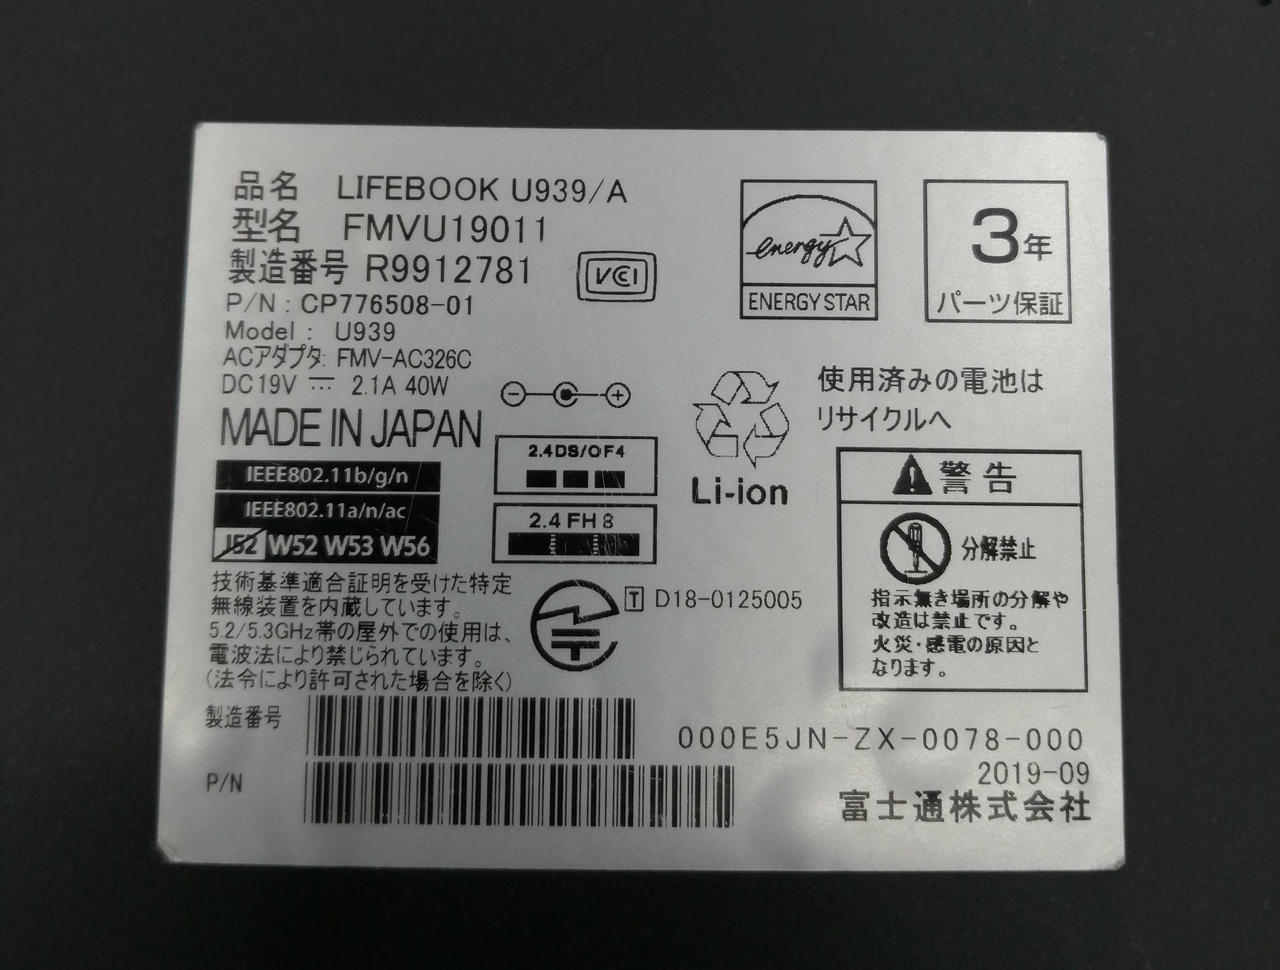 品名 LIFEBOOK U939/A
型名 FMVU19011
製造番号 R9912781
P/N : CP776508-01
Model : U939
ACアダプタ: FMV-AC326C
DC19V 2.1A 40W
MADE IN JAPAN
VCCI
energy
ENERGY STAR
3年
パーツ保証
IEEE802.11b/g/n
IEEE802.11a/n/ac
J52 W52 W53 W56
2.4DS/OF4
2.4FH8
Li-ion
使用済みの電池は
リサイクルへ
警告
分解禁止
指示無き場所の分解や
改造は禁止です。
火災・感電の原因と
なります。
技術基準適合証明を受けた特定
無線装置を内蔵しています。
5.2/5.3GHz帯の屋外での使用は、
電波法により禁じられています。
(法令により許可された場合を除く)
T D18-0125005
製造番号
P/N
000E5JN-ZX-0078-000
2019-09
富士通株式会社